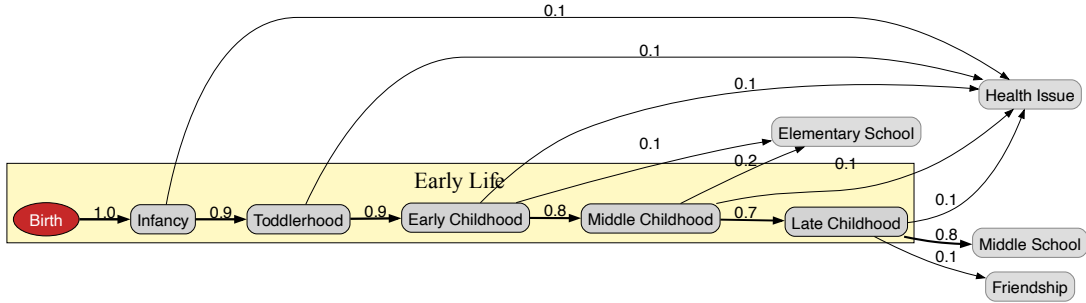 0.1
0.1
0.1
Health Issue
Elementary School
0.1
0.2
0.1
Early Life
Birth
1.0
Infancy
0.9
Toddlerhood
0.9
Early Childhood
0.8
Middle Childhood
0.7
Late Childhood
0.1
0.8
Middle School
0.1
Friendship